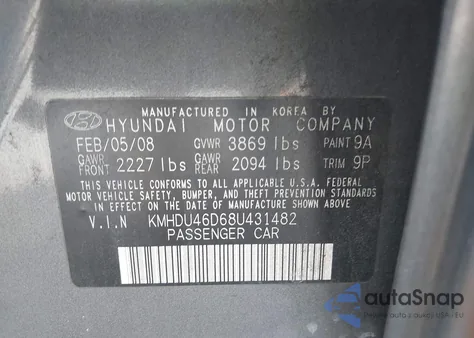 MANUFACTURED IN KOREA BY
HYUNDAI MOTOR COMPANY
FEB/05/08 GVWR 3869 lbs PAINT 9A
GAWR FRONT 2227 lbs GAWR REAR 2094 lbs TRIM 9P
THIS VEHICLE CONFORMS TO ALL APPLICABLE U.S.A. FEDERAL
MOTOR VEHICLE SAFETY, BUMPER, AND THEFT PREVENTION STANDARDS
IN EFFECT ON THE DATE OF MANUFACTURE SHOWN ABOVE.
V.I.N KMHDU46D68U431482
PASSENGER CAR
autoSnap